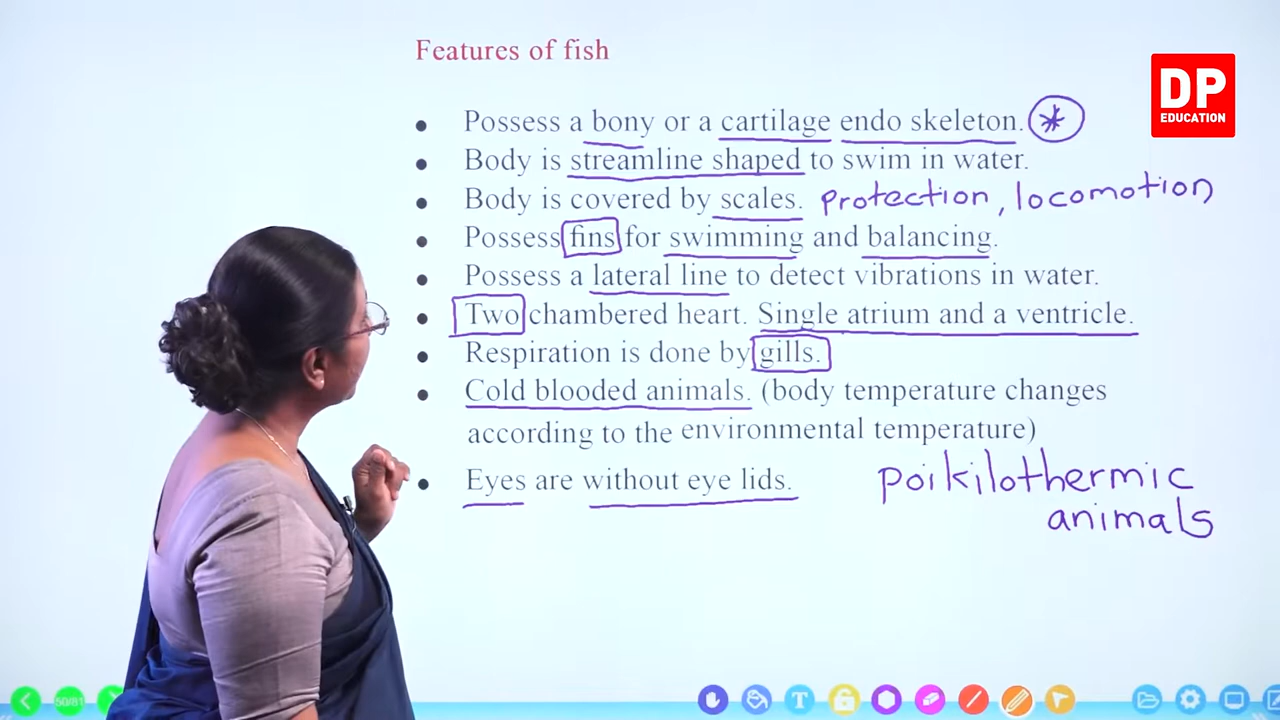 Features of fish
DP
EDUCATION
• Possess a bony or a cartilage endo skeleton. *
• Body is streamline shaped to swim in water.
• Body is covered by scales. protection, locomotion
• Possess fins for swimming and balancing.
• Possess a lateral line to detect vibrations in water.
• Two chambered heart. Single atrium and a ventricle.
• Respiration is done by gills.
• Cold blooded animals. (body temperature changes
according to the environmental temperature)
• Eyes are without eye lids.
poikilothermic
animals
50/81
T